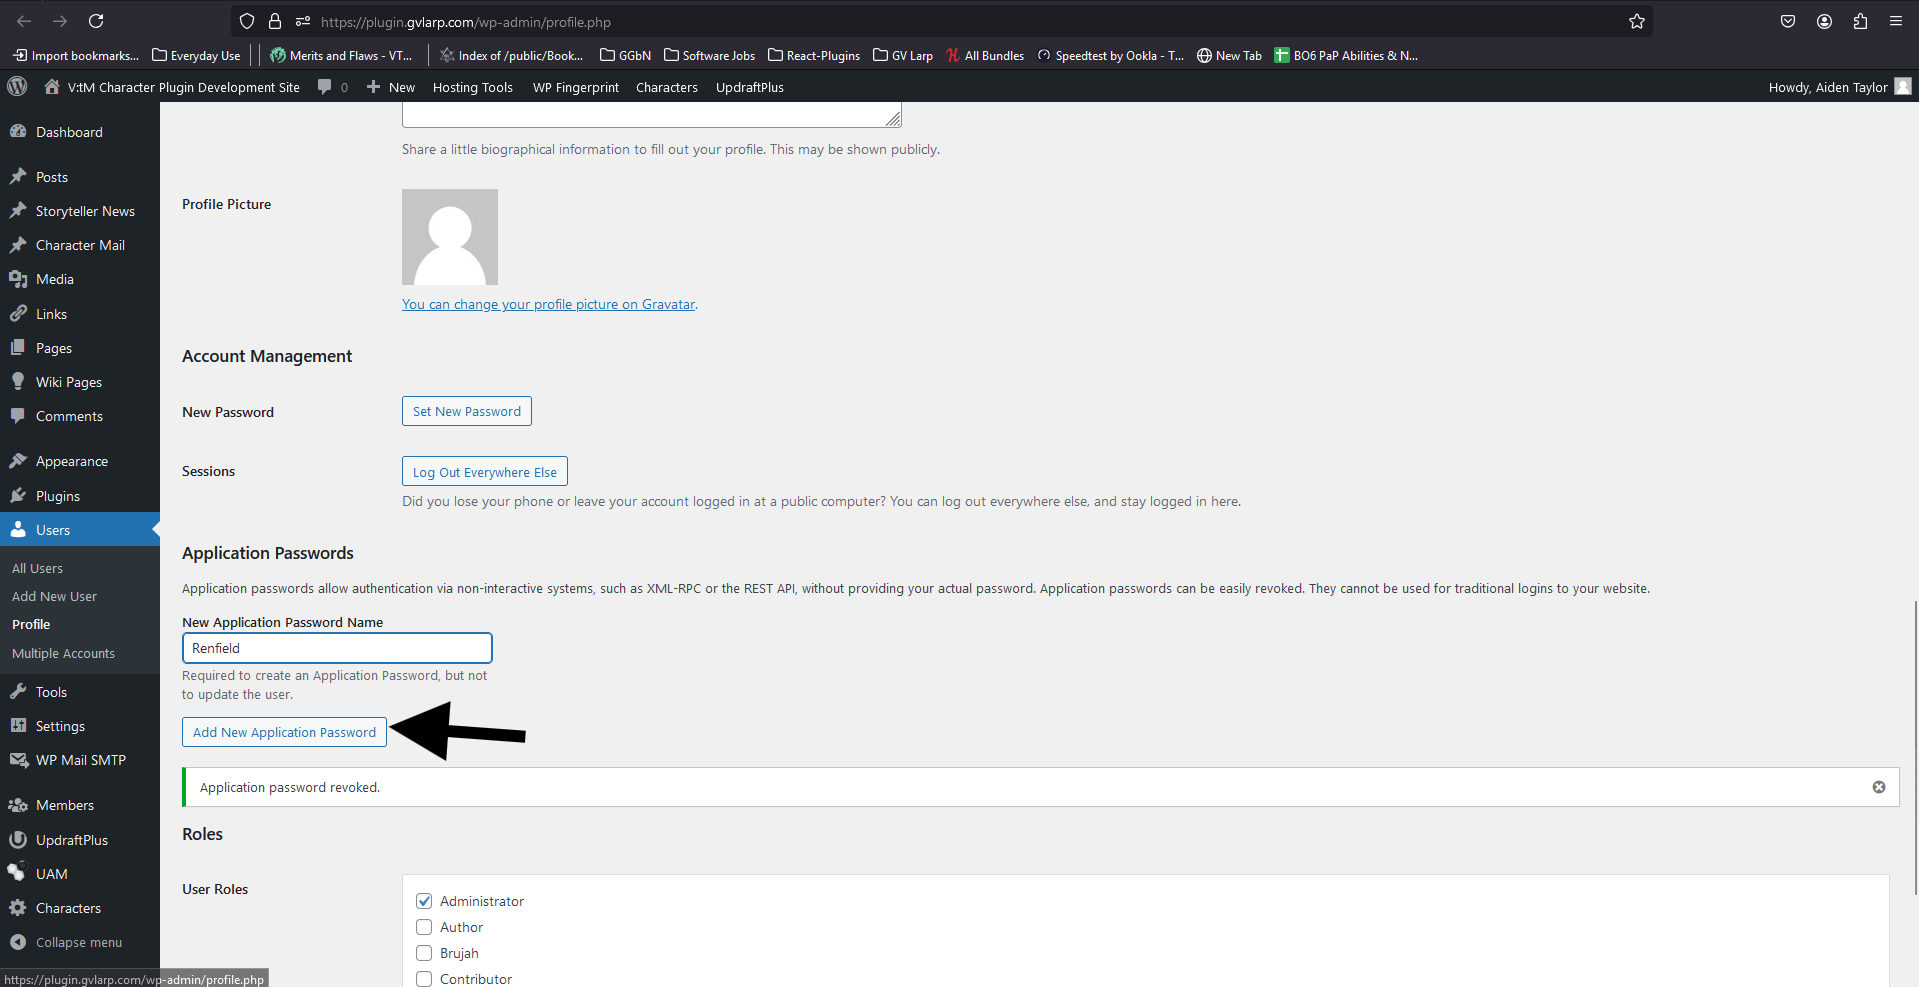 https://plugin.gvlarp.com/wp-admin/profile.php
Import bookmarks... Everyday Use Merits and Flaws - VT... Index of /public/Book... GGbN Software Jobs React-Plugins GV Larp All Bundles Speedtest by Ookla - T... New Tab BO6 PaP Abilities & N...
V:tM Character Plugin Development Site 0 New Hosting Tools WP Fingerprint Characters UpdraftPlus Howdy, Aiden Taylor
Dashboard
Posts
Storyteller News
Character Mail
Media
Links
Pages
Wiki Pages
Comments
Appearance
Plugins
Users
All Users
Add New User
Profile
Multiple Accounts
Tools
Settings
WP Mail SMTP
Members
UpdraftPlus
UAM
Characters
Collapse menu
https://plugin.gvlarp.com/wp-admin/profile.php
Share a little biographical information to fill out your profile. This may be shown publicly.
Profile Picture
You can change your profile picture on Gravatar.
Account Management
New Password
Set New Password
Sessions
Log Out Everywhere Else
Did you lose your phone or leave your account logged in at a public computer? You can log out everywhere else, and stay logged in here.
Application Passwords
Application passwords allow authentication via non-interactive systems, such as XML-RPC or the REST API, without providing your actual password. Application passwords can be easily revoked. They cannot be used for traditional logins to your website.
New Application Password Name
Renfield
Required to create an Application Password, but not
to update the user.
Add New Application Password
Application password revoked.
Roles
User Roles
Administrator
Author
Brujah
Contributor